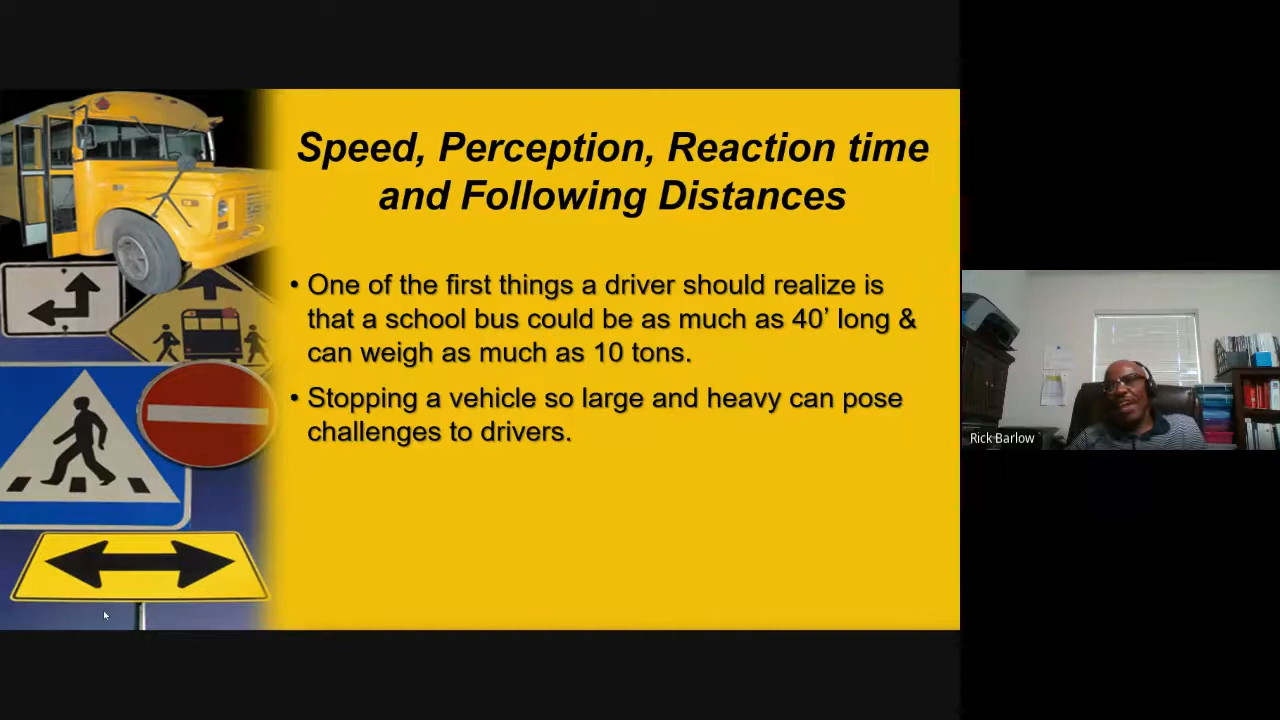 Speed, Perception, Reaction time
and Following Distances
• One of the first things a driver should realize is
that a school bus could be as much as 40’ long &
can weigh as much as 10 tons.
• Stopping a vehicle so large and heavy can pose
challenges to drivers.
Rick Barlow